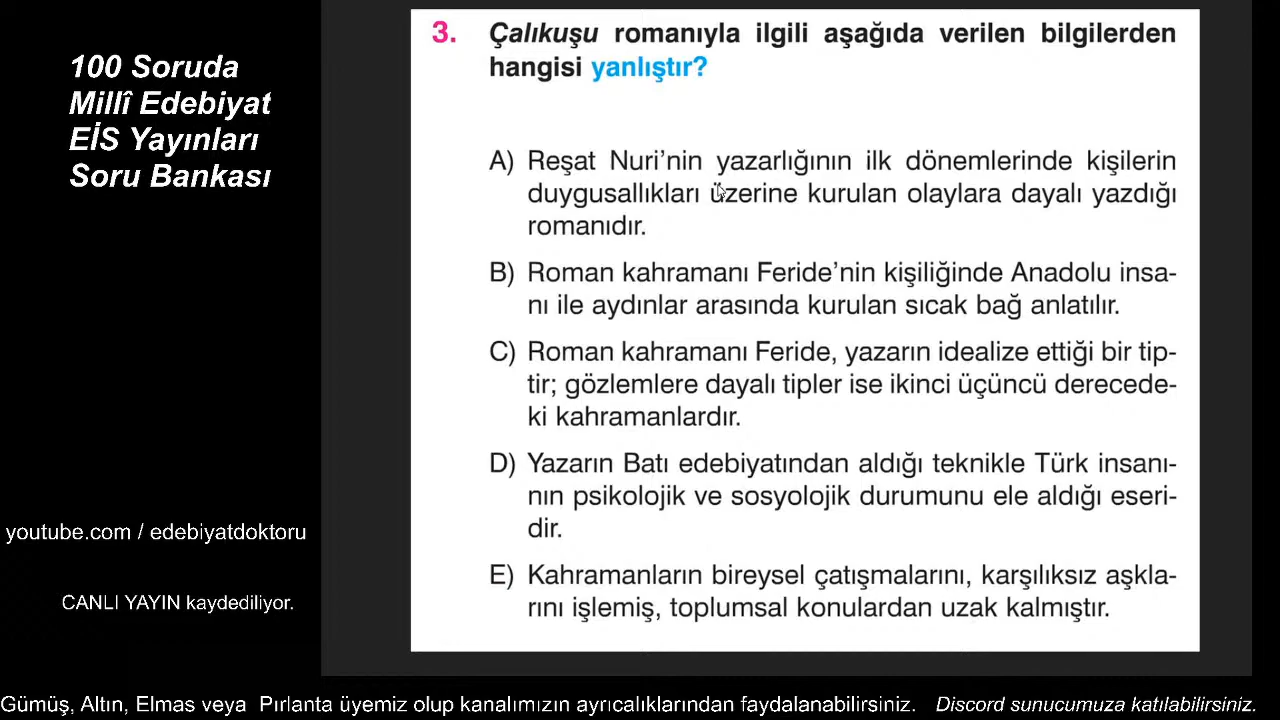 100 Soruda
Millî Edebiyat
EİS Yayınları
Soru Bankası
3. Çalıkuşu romanıyla ilgili aşağıda verilen bilgilerden
hangisi yanlıştır?
A) Reşat Nuri’nin yazarlığının ilk dönemlerinde kişilerin
duygusallıkları üzerine kurulan olaylara dayalı yazdığı
romanıdır.
B) Roman kahramanı Feride’nin kişiliğinde Anadolu insa-
nı ile aydınlar arasında kurulan sıcak bağ anlatılır.
C) Roman kahramanı Feride, yazarın idealize ettiği bir tip-
tir; gözlemlere dayalı tipler ise ikinci üçüncü derecede-
ki kahramanlardır.
D) Yazarın Batı edebiyatından aldığı teknikle Türk insanı-
nın psikolojik ve sosyolojik durumunu ele aldığı eseri-
dir.
E) Kahramanların bireysel çatışmalarını, karşılıksız aşkla-
rını işlemiş, toplumsal konulardan uzak kalmıştır.
youtube.com / edebiyatdoktoru
CANLI YAYIN kaydediliyor.
Gümüş, Altın, Elmas veya Pırlanta üyemiz olup kanalımızın ayrıcalıklarından faydalanabilirsiniz. Discord sunucumuza katılabilirsiniz.